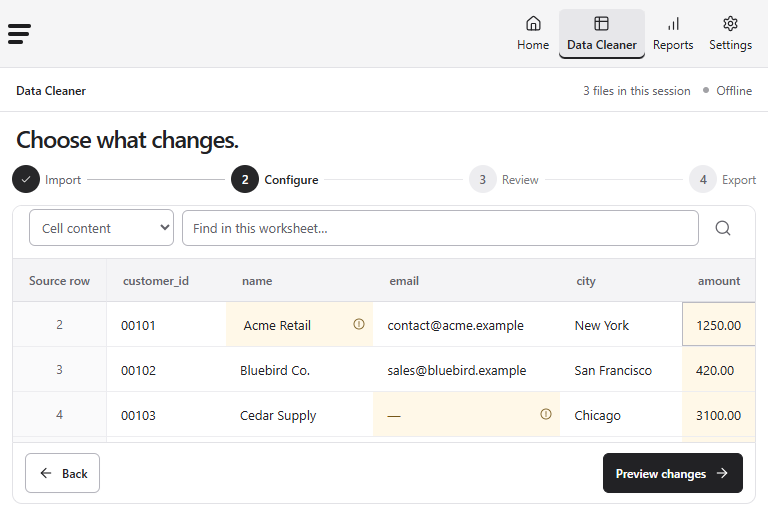 Home
Data Cleaner
Reports
Settings
Data Cleaner
3 files in this session
Offline
Choose what changes.
Import
2 Configure
3 Review
4 Export
Cell content
Find in this worksheet...
Source row customer_id name email city amount
2 00101 Acme Retail contact@acme.example New York 1250.00
3 00102 Bluebird Co. sales@bluebird.example San Francisco 420.00
4 00103 Cedar Supply — Chicago 3100.00
Back
Preview changes